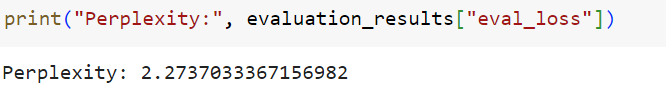 print("Perplexity:", evaluation_results["eval_loss"])
Perplexity: 2.2737033367156982